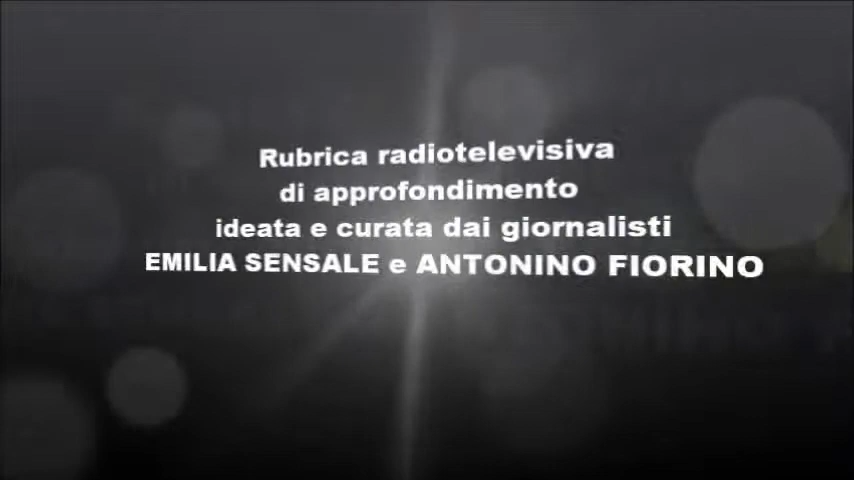 Rubrica radiotelevisiva
di approfondimento
ideata e curata dai giornalisti
EMILIA SENSALE e ANTONINO FIORINO